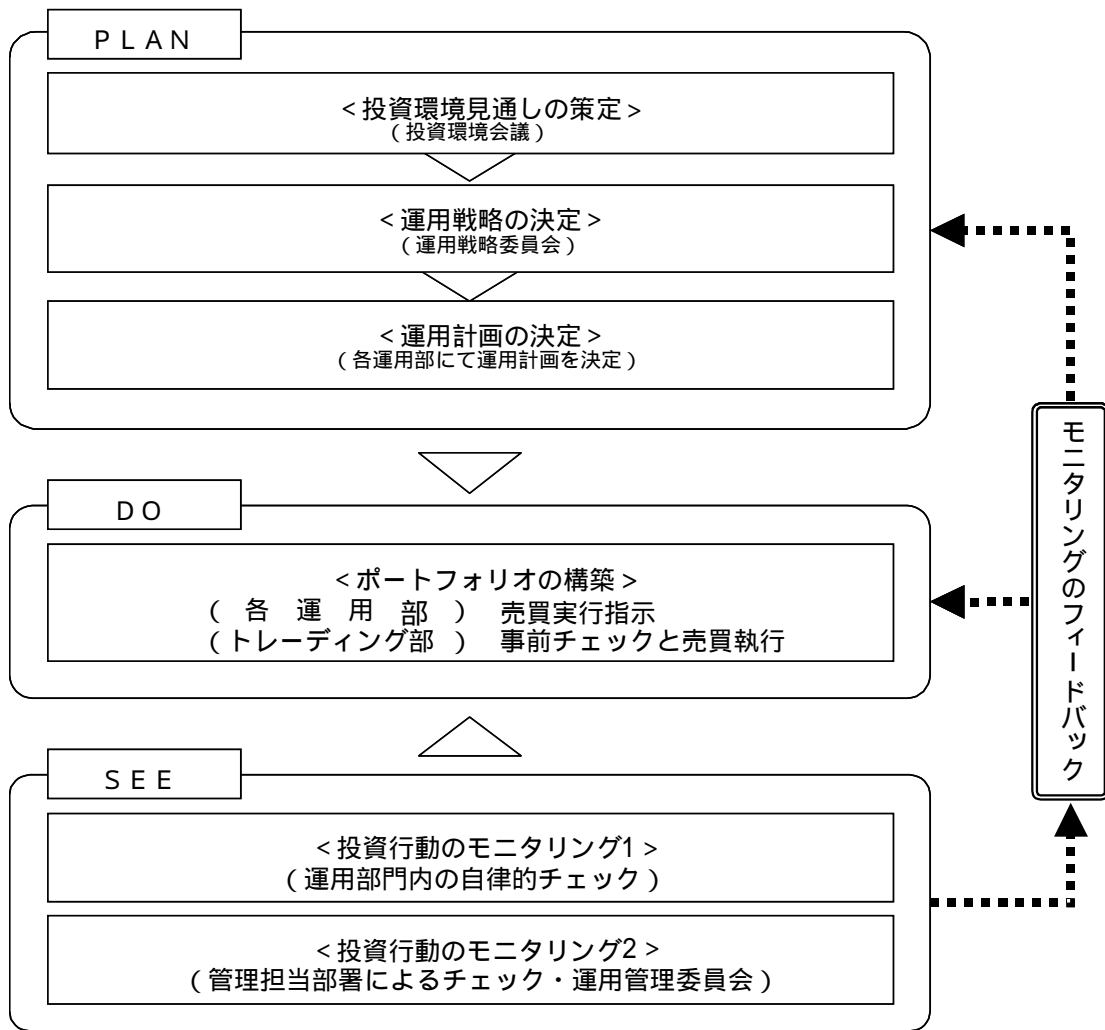 PLAN
<投資環境見通しの策定>
(投資環境会議)
<運用戦略の決定>
(運用戦略委員会)
<運用計画の決定>
(各運用部にて運用計画を決定)
DO
<ポートフォリオの構築>
(各運用部) 売買実行指示
(トレーディング部) 事前チェックと売買執行
モニタリングのフィードバック
SEE
<投資行動のモニタリング1>
(運用部門内の自律的チェック)
<投資行動のモニタリング2>
(管理担当部署によるチェック・運用管理委員会)